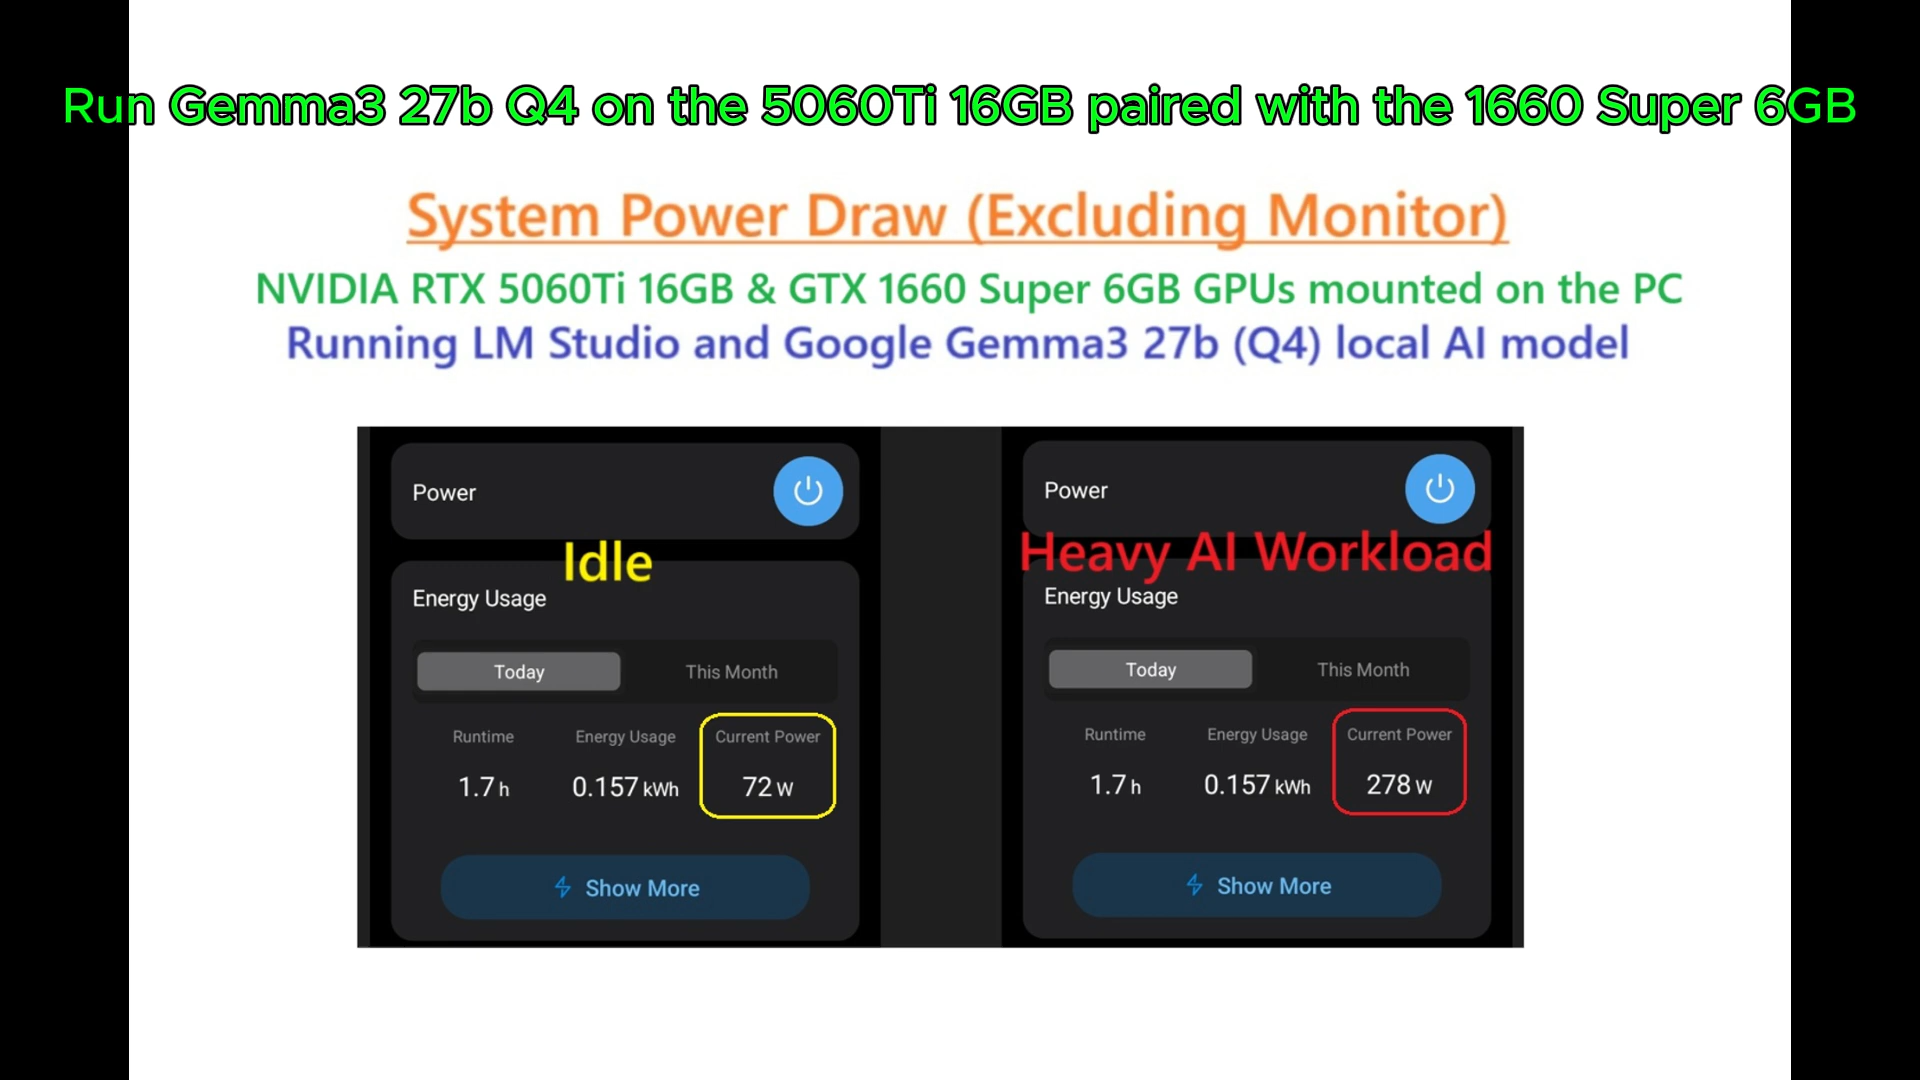 Run Gemma3 27b Q4 on the 5060Ti 16GB paired with the 1660 Super 6GB
System Power Draw (Excluding Monitor)
NVIDIA RTX 5060Ti 16GB & GTX 1660 Super 6GB GPUs mounted on the PC
Running LM Studio and Google Gemma3 27b (Q4) local AI model
Power
Idle
Energy Usage
Today This Month
Runtime Energy Usage Current Power
1.7 h 0.157 kWh 72 W
Show More
Power
Heavy AI Workload
Energy Usage
Today This Month
Runtime Energy Usage Current Power
1.7 h 0.157 kWh 278 W
Show More